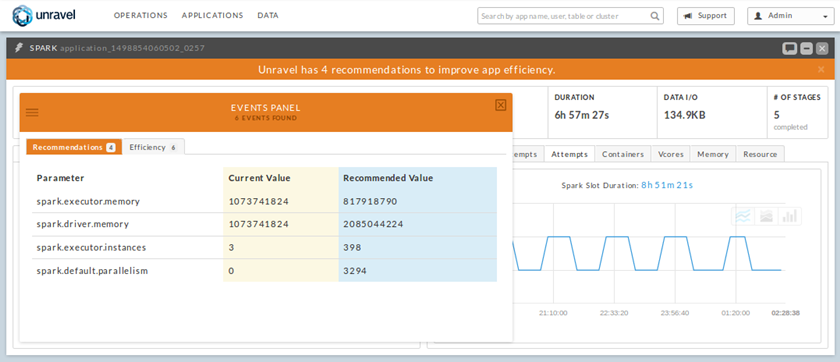 unravel OPERATIONS APPLICATIONS DATA Search by app name, user, table or cluster Support Admin
SPARK application_1498854060502_0257
Unravel has 4 recommendations to improve app efficiency.
EVENTS PANEL
6 EVENTS FOUND
DURATION DATA I/O # OF STAGES
6h 57m 27s 134.9KB 5
completed
Recommendations 4 Efficiency 6
Attempts Containers Vcores Memory Resource
Parameter Current Value Recommended Value
spark.executor.memory 1073741824 817918790
spark.driver.memory 1073741824 2085044224
spark.executor.instances 3 398
spark.default.parallelism 0 3294
Spark Slot Duration: 8h 51m 21s
21:10:00 22:33:20 23:56:40 01:20:00 02:28:38